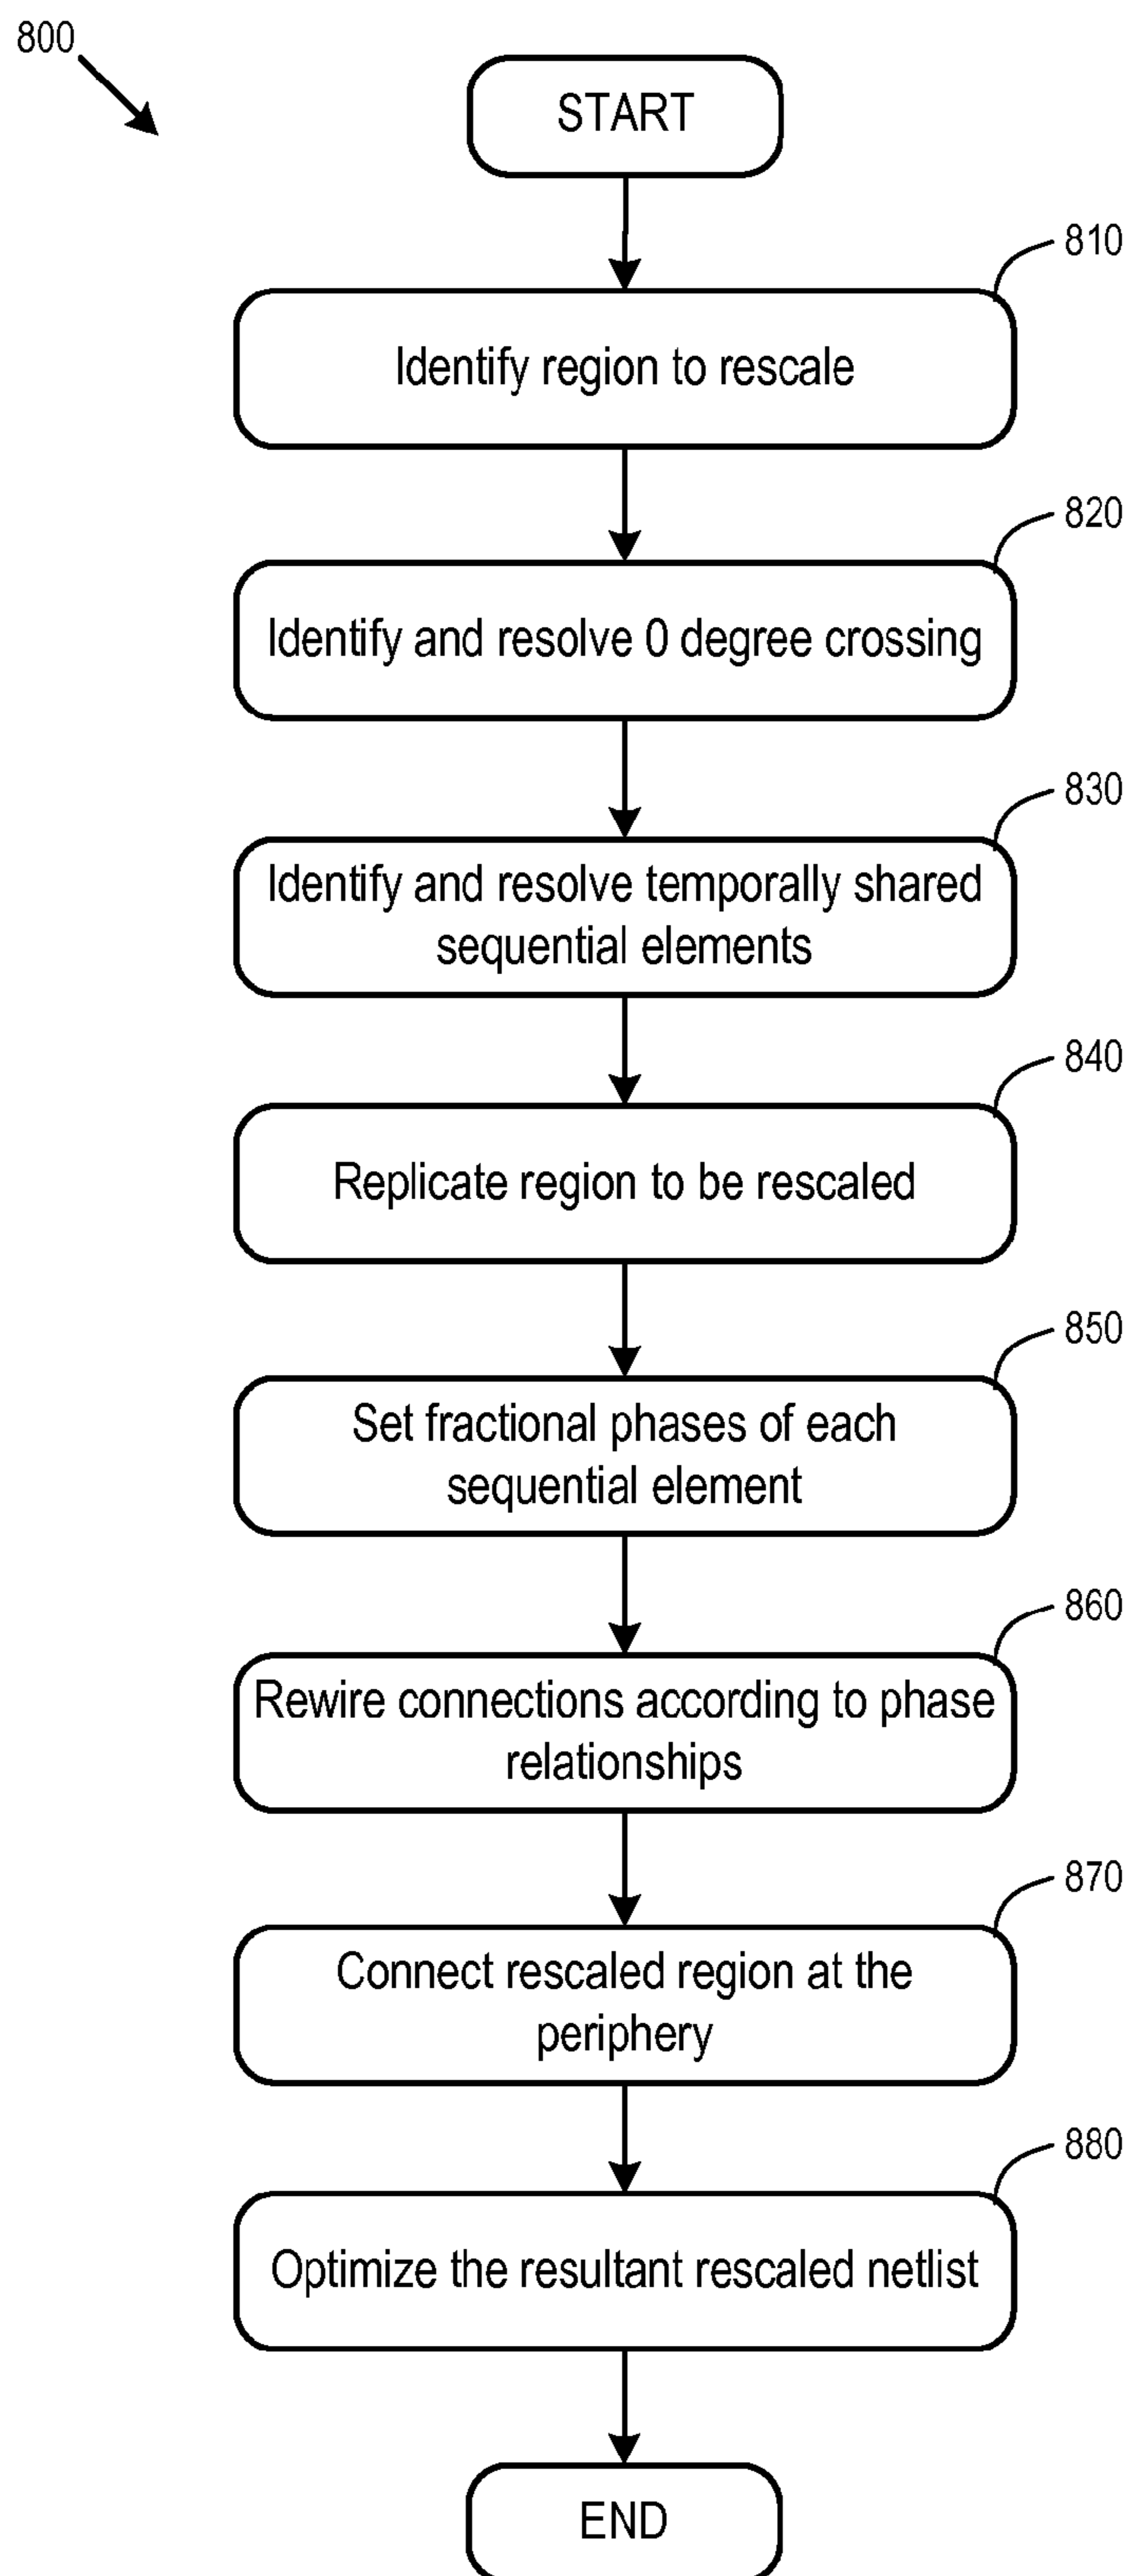 800
START
810
Identify region to rescale
820
Identify and resolve 0 degree crossing
830
Identify and resolve temporally shared
sequential elements
840
Replicate region to be rescaled
850
Set fractional phases of each
sequential element
860
Rewire connections according to phase
relationships
870
Connect rescaled region at the
periphery
880
Optimize the resultant rescaled netlist
END